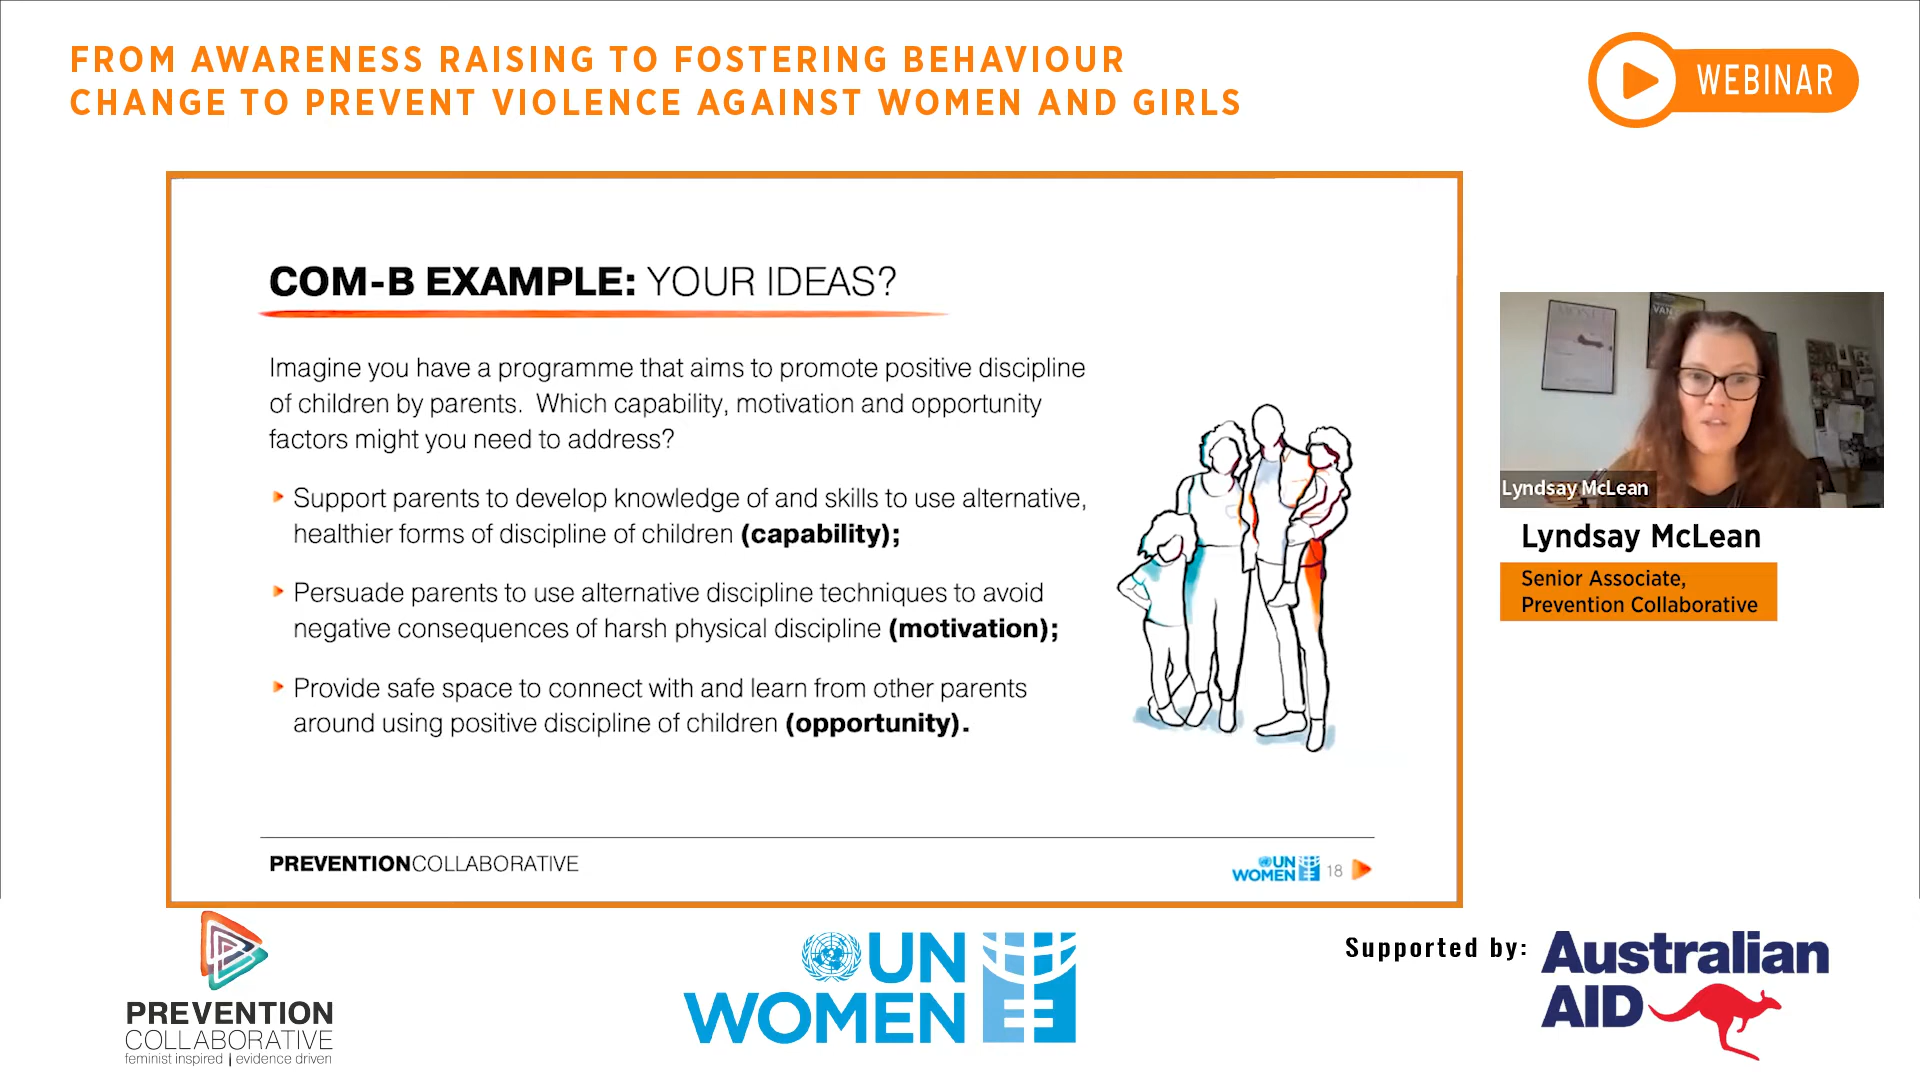 FROM AWARENESS RAISING TO FOSTERING BEHAVIOUR
CHANGE TO PREVENT VIOLENCE AGAINST WOMEN AND GIRLS
WEBINAR
COM-B EXAMPLE: YOUR IDEAS?
Imagine you have a programme that aims to promote positive discipline
of children by parents. Which capability, motivation and opportunity
factors might you need to address?
Support parents to develop knowledge of and skills to use alternative,
healthier forms of discipline of children (capability);
Persuade parents to use alternative discipline techniques to avoid
negative consequences of harsh physical discipline (motivation);
Provide safe space to connect with and learn from other parents
around using positive discipline of children (opportunity).
PREVENTIONCOLLABORATIVE
UN
WOMEN
18
MONET
VAN
Lyndsay McLean
Lyndsay McLean
Senior Associate,
Prevention Collaborative
PREVENTION
COLLABORATIVE
feminist inspired | evidence driven
UN
WOMEN
Supported by:
Australian
AID